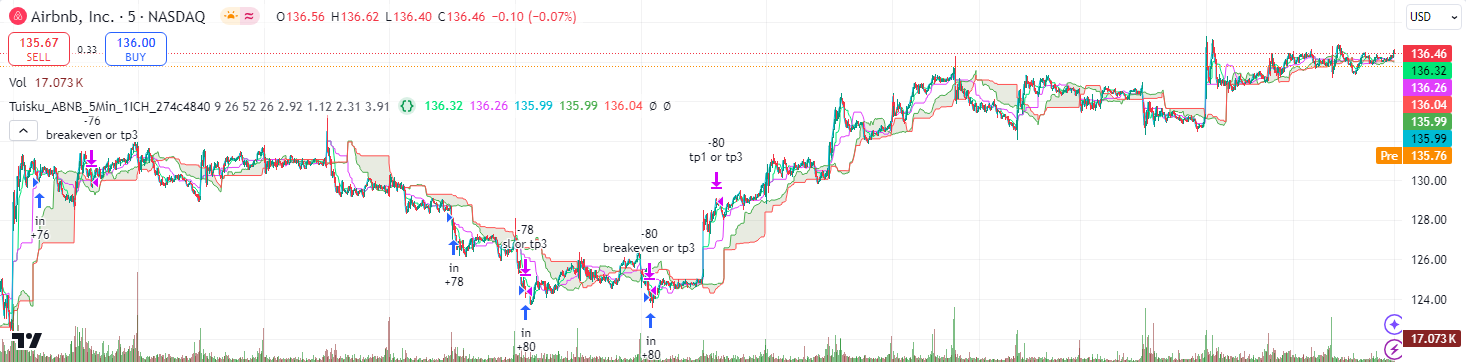 Airbnb, Inc. · 5 · NASDAQ O136.56 H136.62 L136.40 C136.46 −0.10 (−0.07%)
USD
135.67 SELL 0.33 136.00 BUY
Vol 17.073 K
Tuisku_ABNB_5Min_1ICH_274c4840 9 26 52 26 2.92 1.12 2.31 3.91 136.32 136.26 135.99 135.99 136.04 Ø Ø
-76
breakeven or tp3
in
+76
in
+78
-78
sl or tp3
in
+80
-80
breakeven or tp3
in
+80
-80
tp1 or tp3
136.46
136.32
136.26
136.04
135.99
135.99
Pre 135.76
130.00
128.00
126.00
124.00
17.073 K